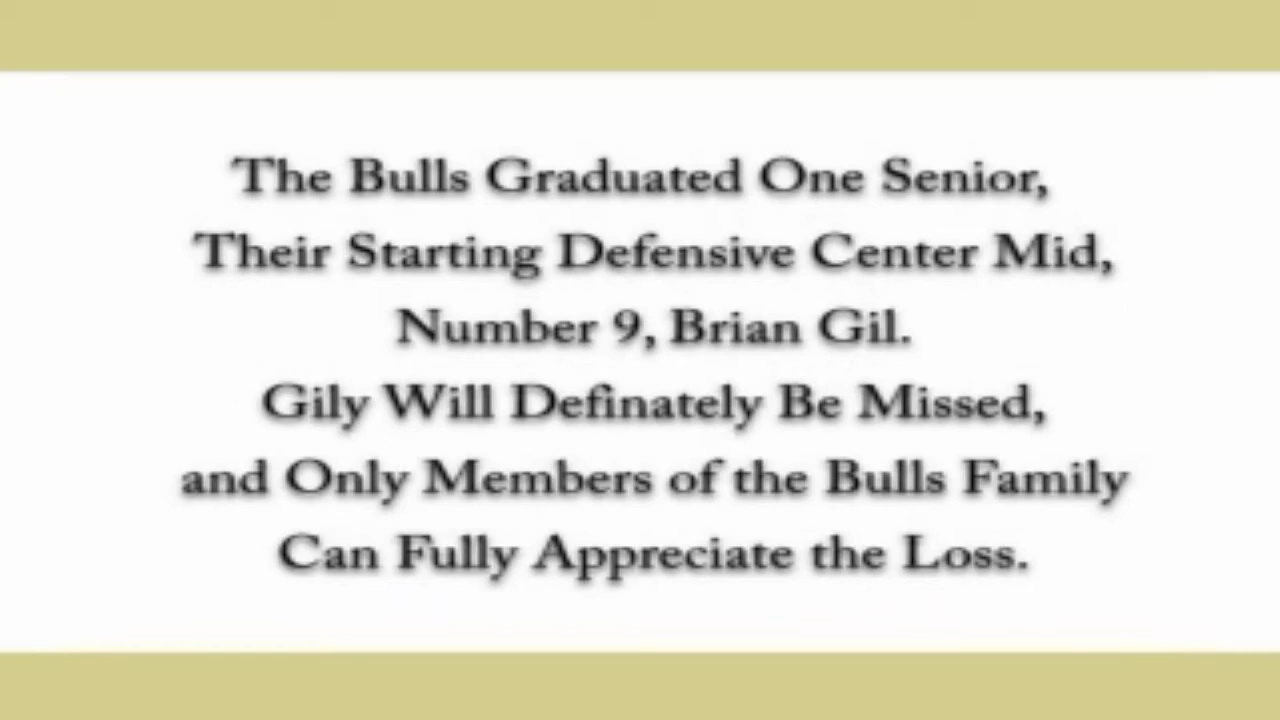 The Bulls Graduated One Senior,
Their Starting Defensive Center Mid,
Number 9, Brian Gil.
Gily Will Definately Be Missed,
and Only Members of the Bulls Family
Can Fully Appreciate the Loss.